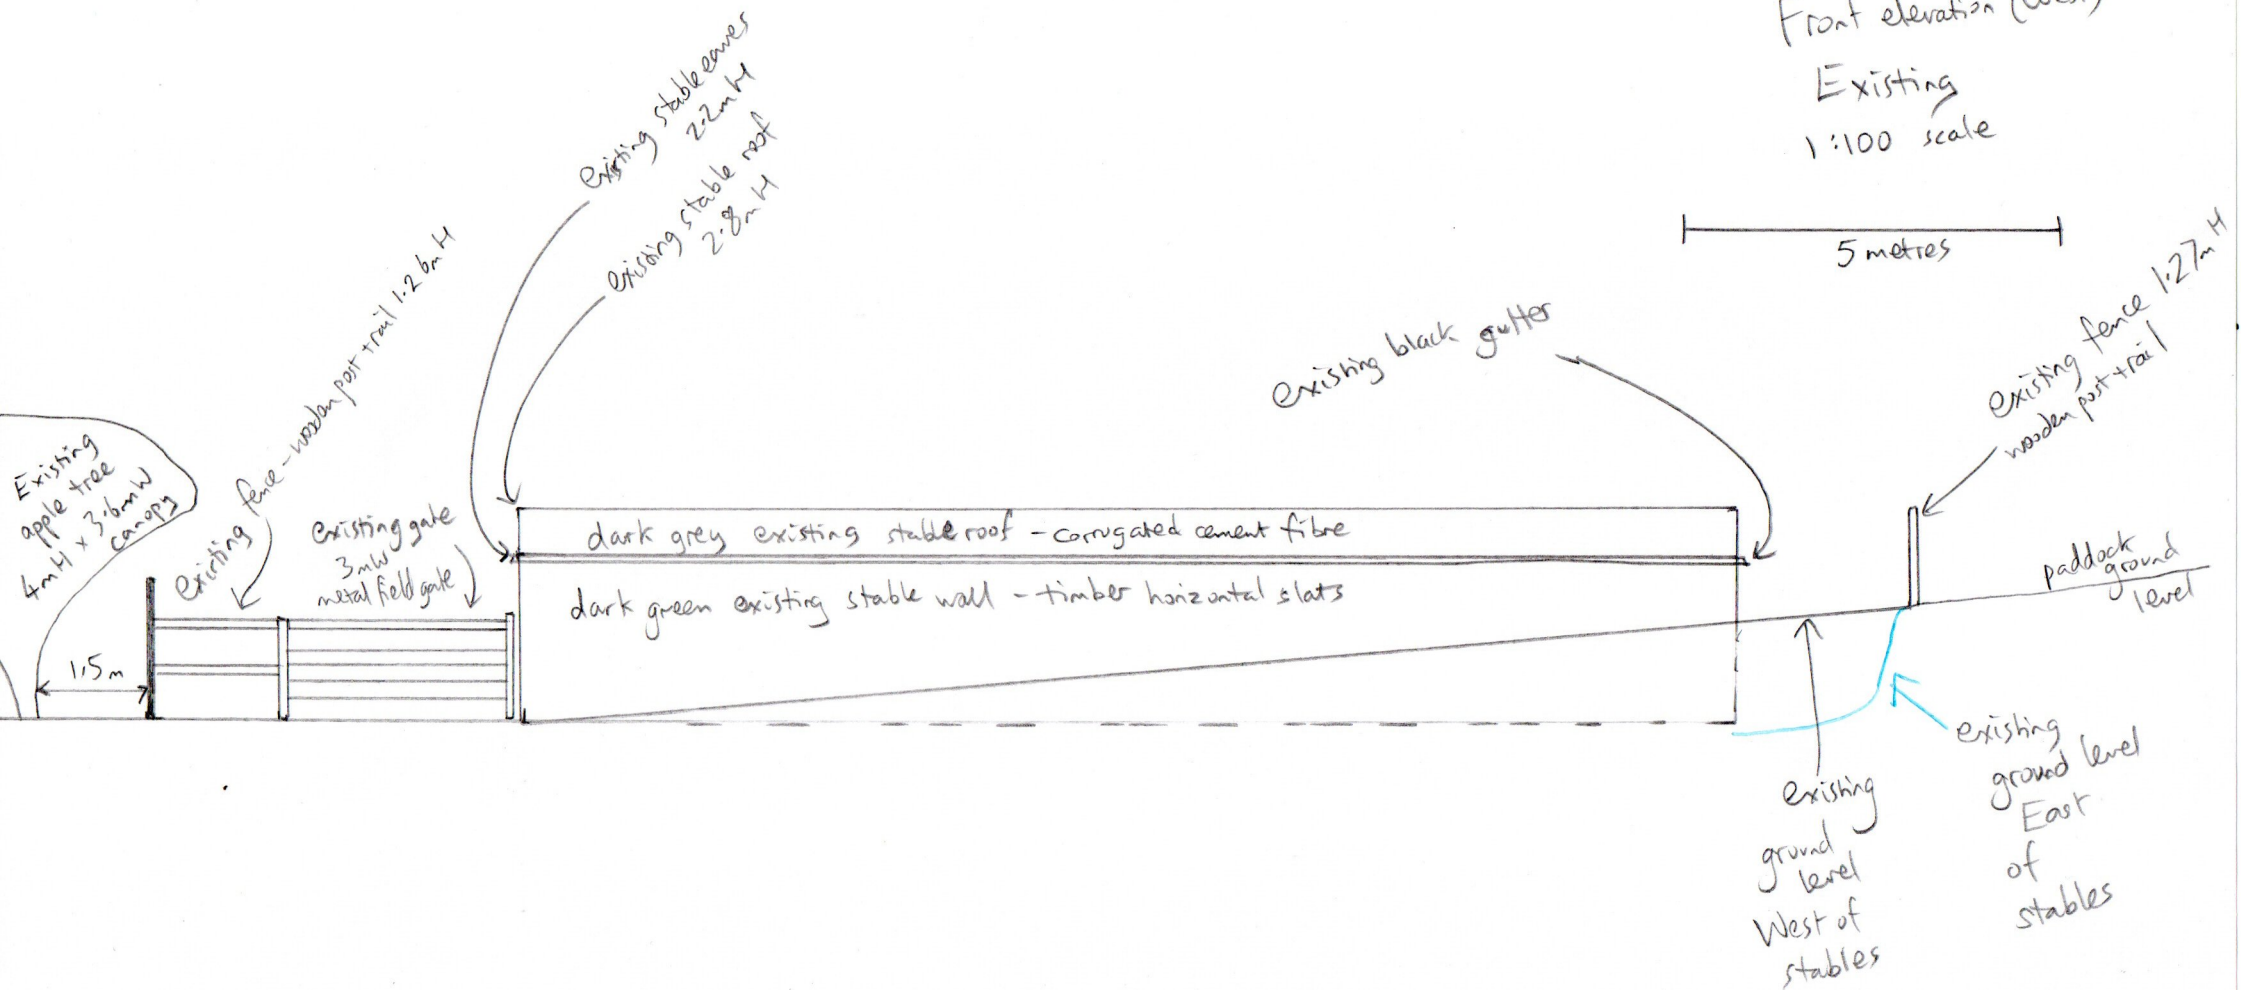 Front elevation (West)
Existing
1:100 scale
5 metres
existing stable eaves
2.2m H
existing stable roof
2.8m H
existing fence - wooden post + rail 1.26m H
existing gate
3mW
metal field gate
Existing
apple tree
4mH x 3.6mW
canopy
1.5m
existing black gutter
existing fence 1.27m H
wooden post + rail
dark grey existing stable roof - corrugated cement fibre
dark green existing stable wall - timber horizontal slats
paddock
ground
level
existing
ground
level
West of
stables
existing
ground level
East
of
stables